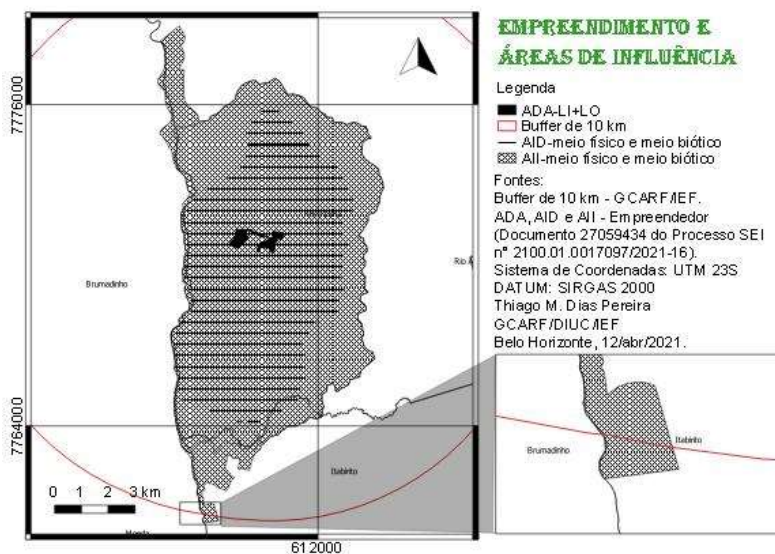 EMPREENDIMENTO E
ÁREAS DE INFLUÊNCIA
Legenda
ADA-LI+LO
Buffer de 10 km
AID-meio físico e meio biótico
AII-meio físico e meio biótico
Fontes:
Buffer de 10 km - GCARF/IEF.
ADA, AID e AII - Empreendedor
(Documento 27059434 do Processo SEI
nº 2100.01.0017097/2021-16).
Sistema de Coordenadas: UTM 23S
DATUM: SIRGAS 2000
Thiago M. Dias Pereira
GCARF/DIUC/IEF
Belo Horizonte, 12/abr/2021.
7776000
7764000
612000
Brumadinho
Rio
Itabirito
Moeda
0 1 2 3 km
Brumadinho
Itabirito